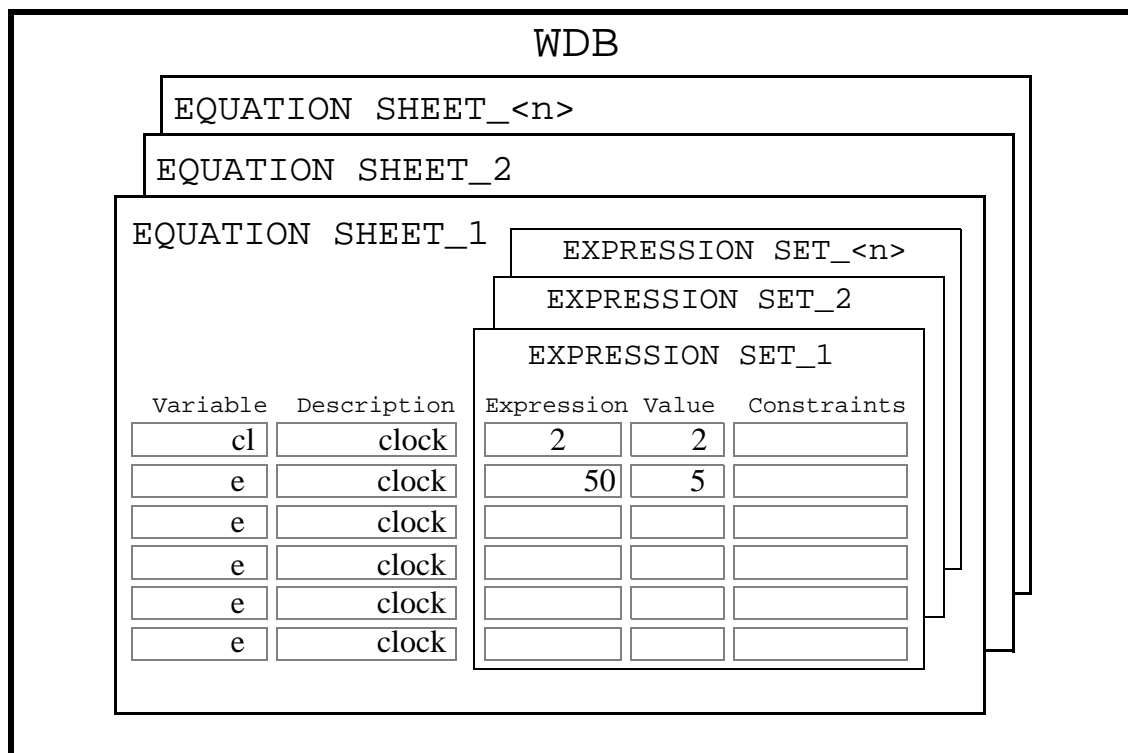 WDB
EQUATION SHEET_<n>
EQUATION SHEET_2
EQUATION SHEET_1
EXPRESSION SET_<n>
EXPRESSION SET_2
EXPRESSION SET_1
Variable Description Expression Value Constraints
cl clock 2 2
e clock 50 5
e clock
e clock
e clock
e clock